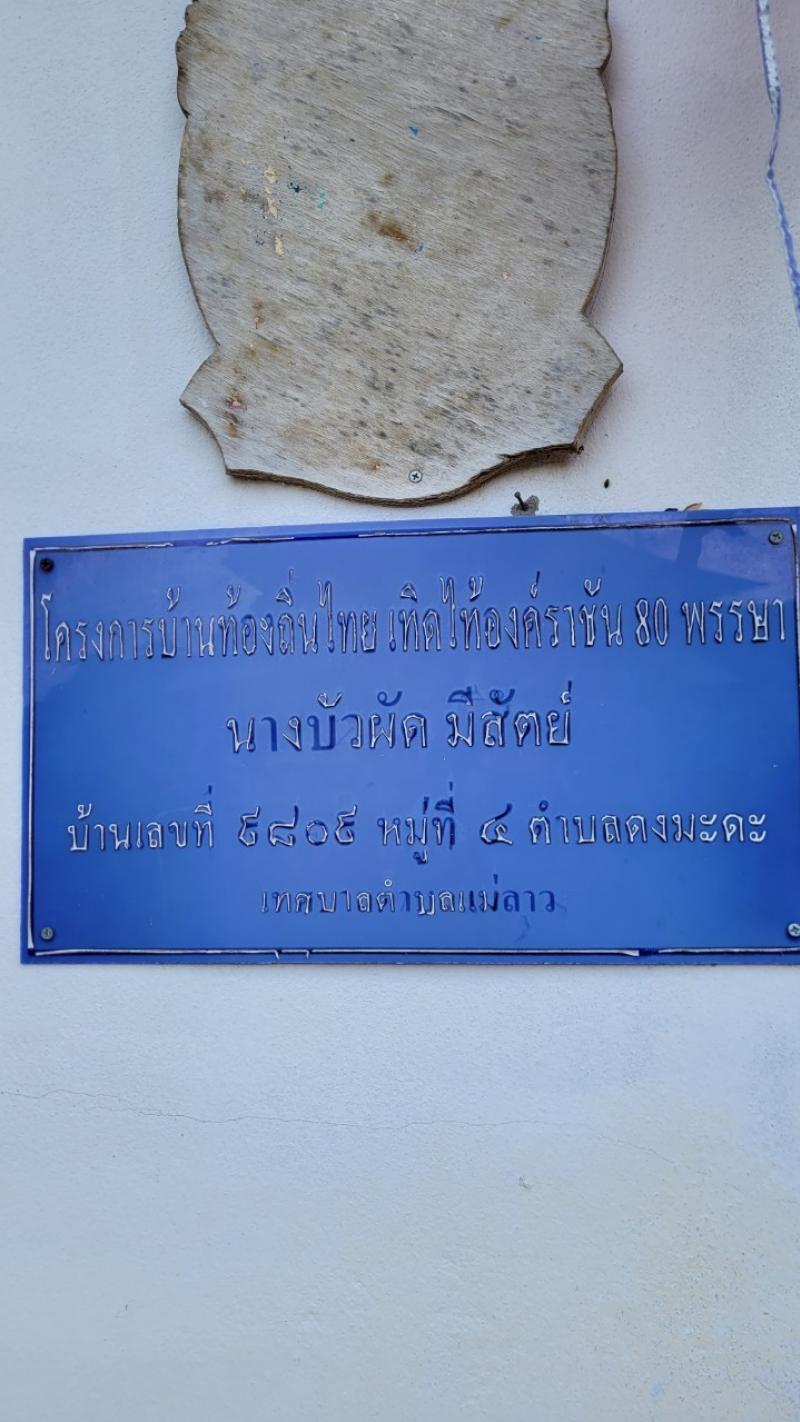 โครงการบ้านท้องถิ่นไทย เทิดไท้องค์ราชัน 80 พรรษา
นางบัวผัด มีสัตย์
บ้านเลขที่ ๙๘๐๙ หมู่ที่ ๔ ตำบลดงมะดะ
เทศบาลตำบลแม่ลาว